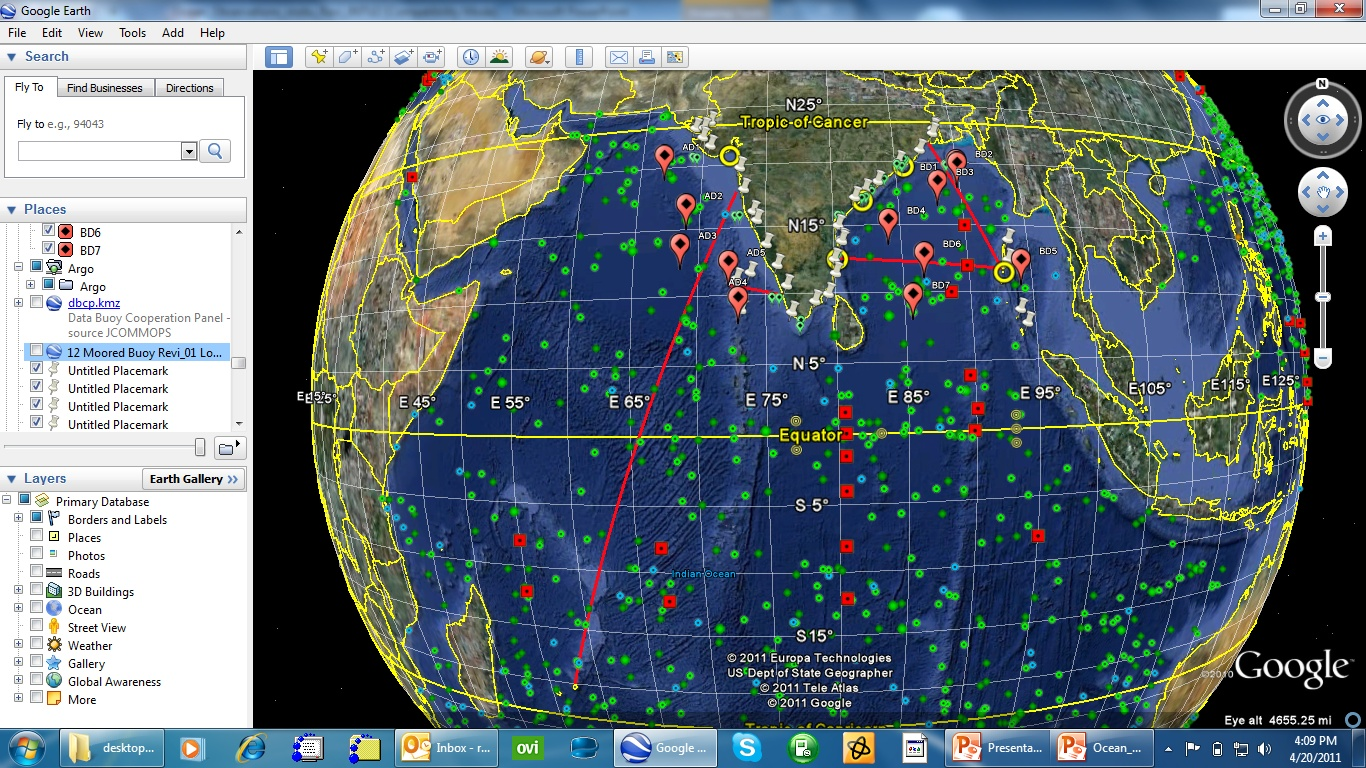 Google Earth
File Edit View Tools Add Help
Search
Fly To Find Businesses Directions
Fly to e.g., 94043
Places
BD6
BD7
Argo
Argo
dbcp.kmz
Data Buoy Cooperation Panel -
source JCOMMOPS
12 Moored Buoy Revi_01 Lo...
Untitled Placemark
Untitled Placemark
Untitled Placemark
Untitled Placemark
Layers
Earth Gallery >>
Primary Database
Borders and Labels
Places
Photos
Roads
3D Buildings
Ocean
Street View
Weather
Gallery
Global Awareness
More
N
N25°
Tropic of Cancer
AD1
AD2
AD3
AD5
AD4
BD2
BD1
BD3
BD4
BD6
BD5
BD7
N15°
N 5°
E 45° E 55° E 65° E 75° E 85° E 95° E105° E115° E125°
Equator
S 5°
Indian Ocean
S 15°
© 2011 Europa Technologies
US Dept of State Geographer
© 2011 Tele Atlas
© 2011 Google
©2010 Google
Eye alt 4655.25 mi
desktop...
Inbox - r...
ovi
Google ...
Presenta...
Ocean_...
4:09 PM
4/20/2011